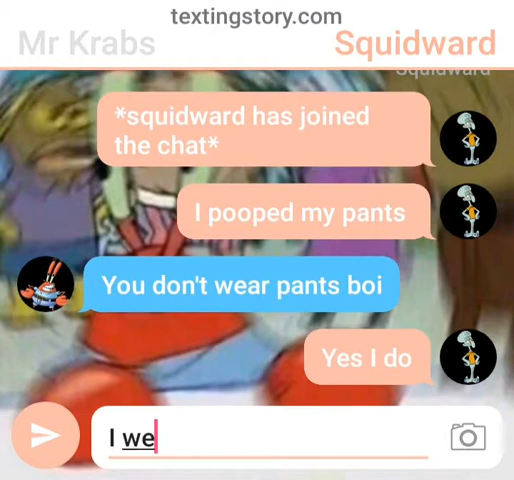 textingstory.com
Mr Krabs
Squidward
Squidward
*squidward has joined
the chat*
I pooped my pants
You don't wear pants boi
Yes I do
I we